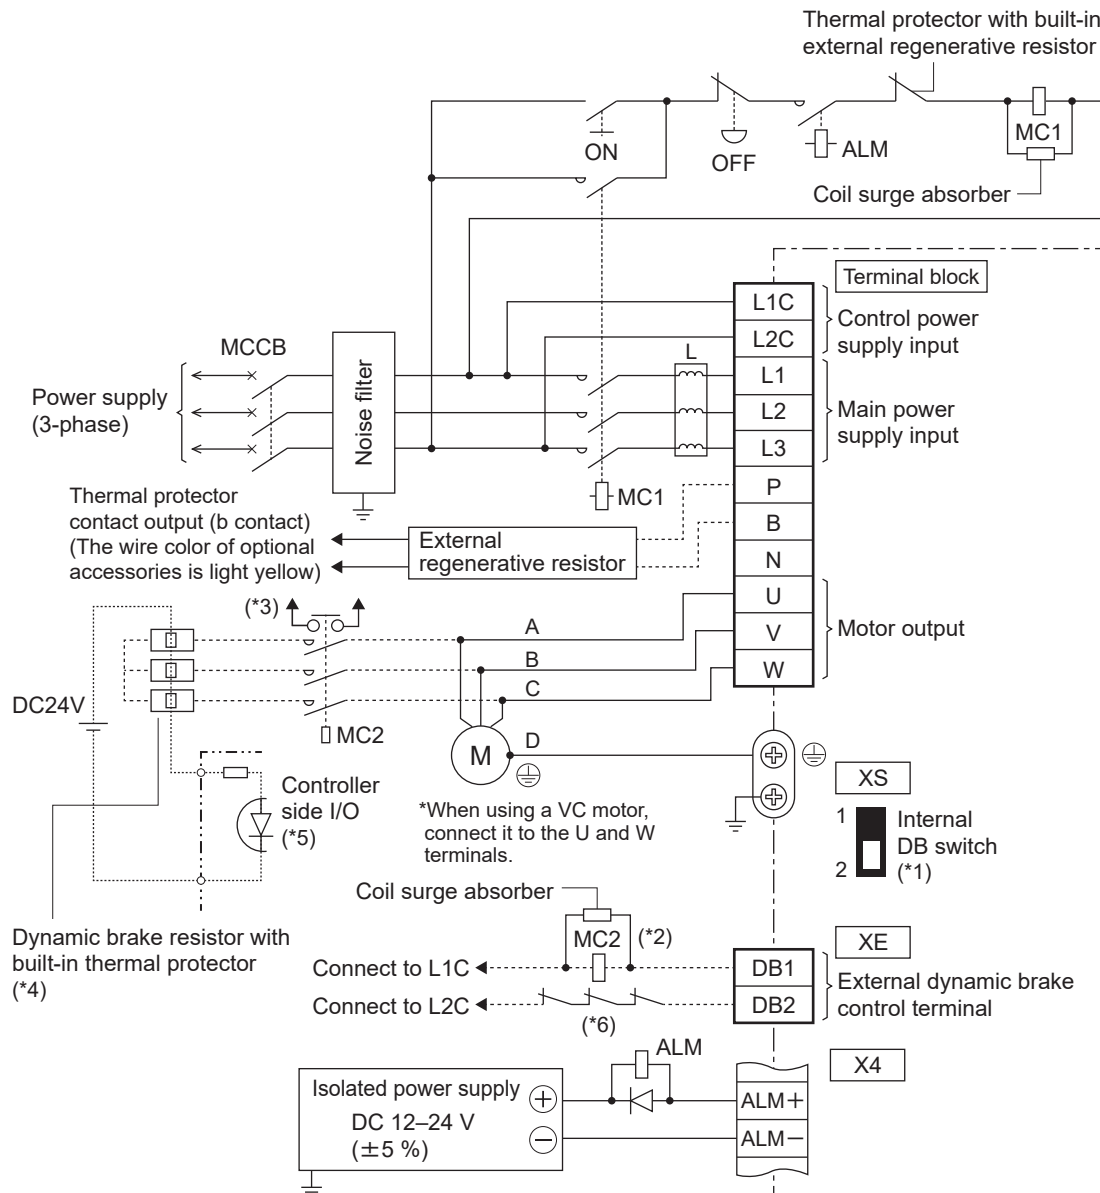 Thermal protector with built-in
external regenerative resistor
ON
OFF
ALM
MC1
Coil surge absorber
Terminal block
L1C
L2C
Control power
supply input
MCCB
Power supply
(3-phase)
Noise filter
L
L1
L2
L3
Main power
supply input
MC1
P
B
N
Thermal protector
contact output (b contact)
(The wire color of optional
accessories is light yellow)
External
regenerative resistor
U
V
W
Motor output
(*3)
A
B
C
D
DC24V
MC2
M
Controller
side I/O
(*5)
*When using a VC motor,
connect it to the U and W
terminals.
XS
1
2
Internal
DB switch
(*1)
Dynamic brake resistor with
built-in thermal protector
(*4)
Coil surge absorber
MC2
(*2)
Connect to L1C
Connect to L2C
(*6)
XE
DB1
DB2
External dynamic brake
control terminal
X4
ALM
Isolated power supply
DC 12–24 V
(±5 %)
+
−
ALM+
ALM−